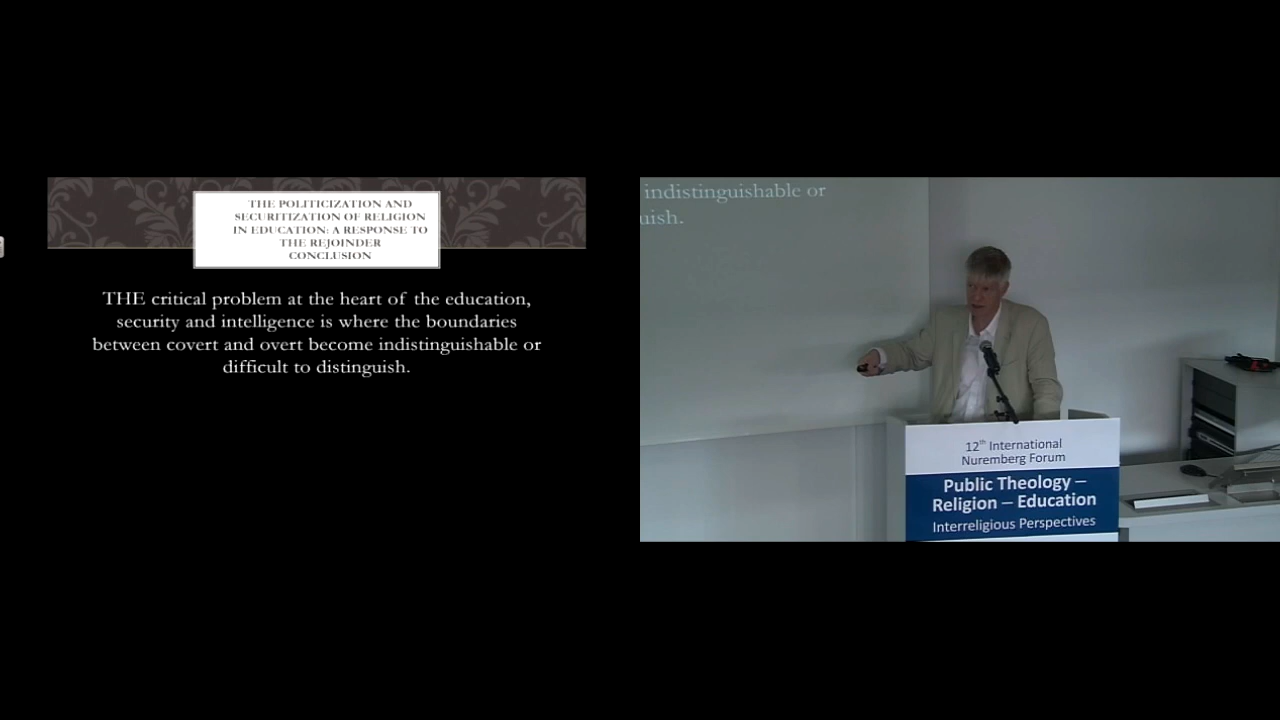 THE POLITICIZATION AND
SECURITIZATION OF RELIGION
IN EDUCATION: A RESPONSE TO
THE REJOINDER
CONCLUSION
THE critical problem at the heart of the education,
security and intelligence is where the boundaries
between covert and overt become indistinguishable or
difficult to distinguish.
indistinguishable or
uish.
12th International
Nuremberg Forum
Public Theology –
Religion – Education
Interreligious Perspectives